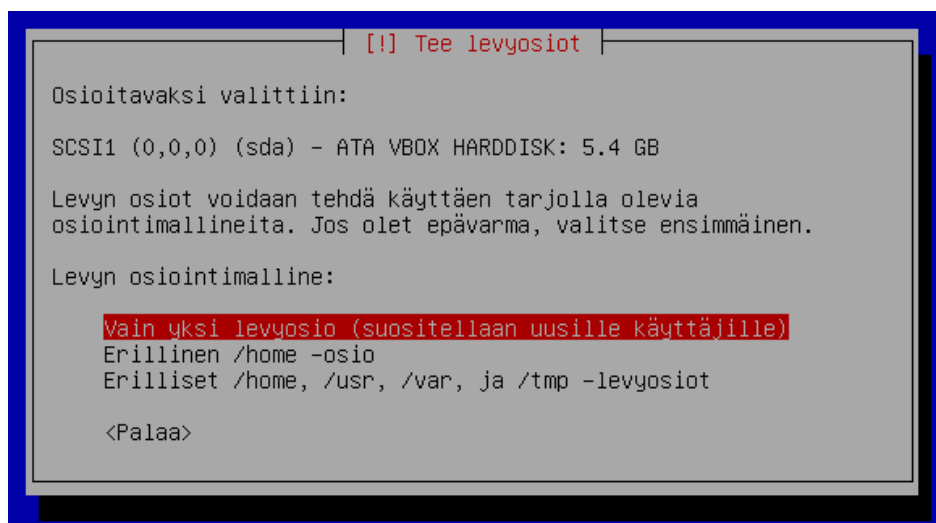 [!] Tee levyosiot
Osioitavaksi valittiin:
SCSI1 (0,0,0) (sda) – ATA VBOX HARDDISK: 5.4 GB
Levyn osiot voidaan tehdä käyttäen tarjolla olevia
osiointimallineita. Jos olet epävarma, valitse ensimmäinen.
Levyn osiointimalline:
Vain yksi levyosio (suositellaan uusille käyttäjille)
Erillinen /home –osio
Erilliset /home, /usr, /var, ja /tmp –levyosiot
<Palaa>